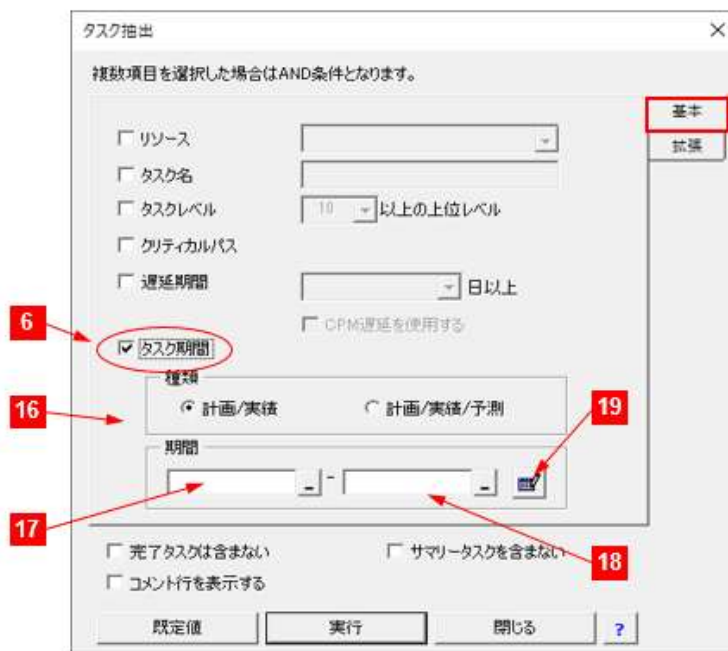 タスク抽出
複数項目を選択した場合はAND条件となります。
基本
拡張
リソース
タスク名
タスクレベル 10 以上の上位レベル
クリティカルパス
遅延期間 日以上
CPM遅延を使用する
6
タスク期間
種類
16
計画/実績 計画/実績/予測
19
期間
-
17
18
完了タスクは含まない サマリータスクを含まない
コメント行を表示する
既定値 実行 閉じる ?